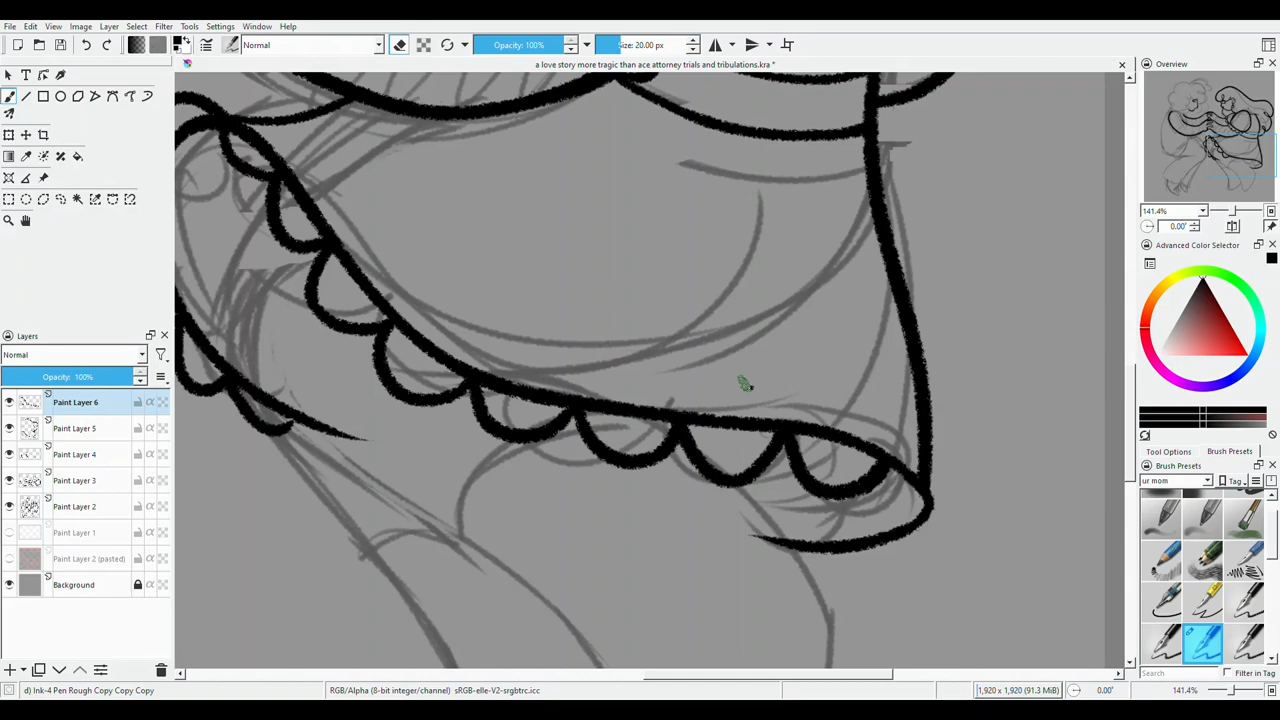 File Edit View Image Layer Select Filter Tools Settings Window Help
Normal Opacity: 100% Size: 20.00 px
a love story more tragic than ace attorney trials and tribulations.kra *
Overview
141.4%
0.00°
Advanced Color Selector
Layers
Normal
Opacity: 100%
Paint Layer 6
Paint Layer 5
Paint Layer 4
Paint Layer 3
Paint Layer 2
Paint Layer 1
Paint Layer 2 (pasted)
Background
Tool Options Brush Presets
Brush Presets
ur mom Tag
Search Filter in Tag
d) Ink-4 Pen Rough Copy Copy Copy RGB/Alpha (8-bit integer/channel) sRGB-elle-V2-srgbtrc.icc 1,920 x 1,920 (91.3 MiB) 0.00° 141.4%